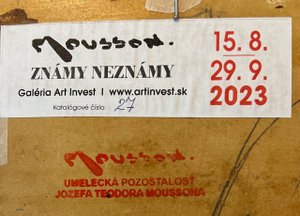 Mousson.
ZNÁMY NEZNÁMY
Galéria Art Invest I www.artinvest.sk
Katalógové číslo: 27
15. 8.
29. 9.
2023
Mousson.
UMELECKÁ POZOSTALOSŤ
JOZEFA TEODORA MOUSSONA